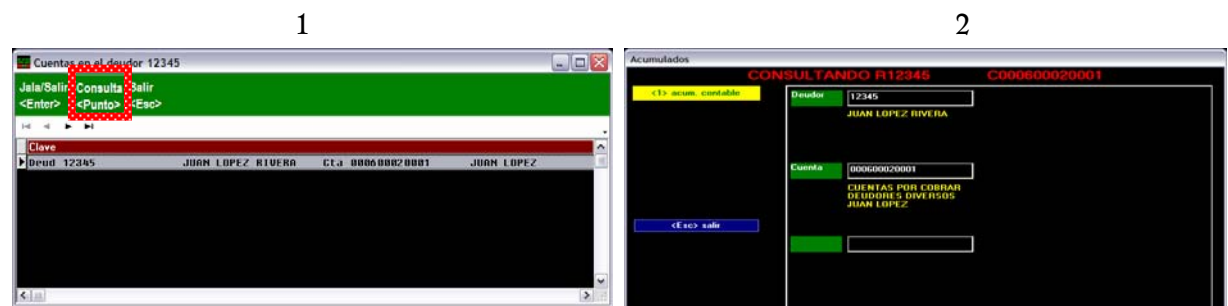 1
2
Cuentas en el deudor 12345
Jala/Salir Consulta Salir
<Enter> <Punto> <Esc>
Clave
Deud 12345 JUAN LOPEZ RIVERA Cta 000600020001 JUAN LOPEZ
Acumulados
CONSULTANDO R12345 C000600020001
<1> acum. contable
Deudor 12345
JUAN LOPEZ RIVERA
Cuenta 000600020001
CUENTAS POR COBRAR
DEUDORES DIVERSOS
JUAN LOPEZ
<Esc> salir